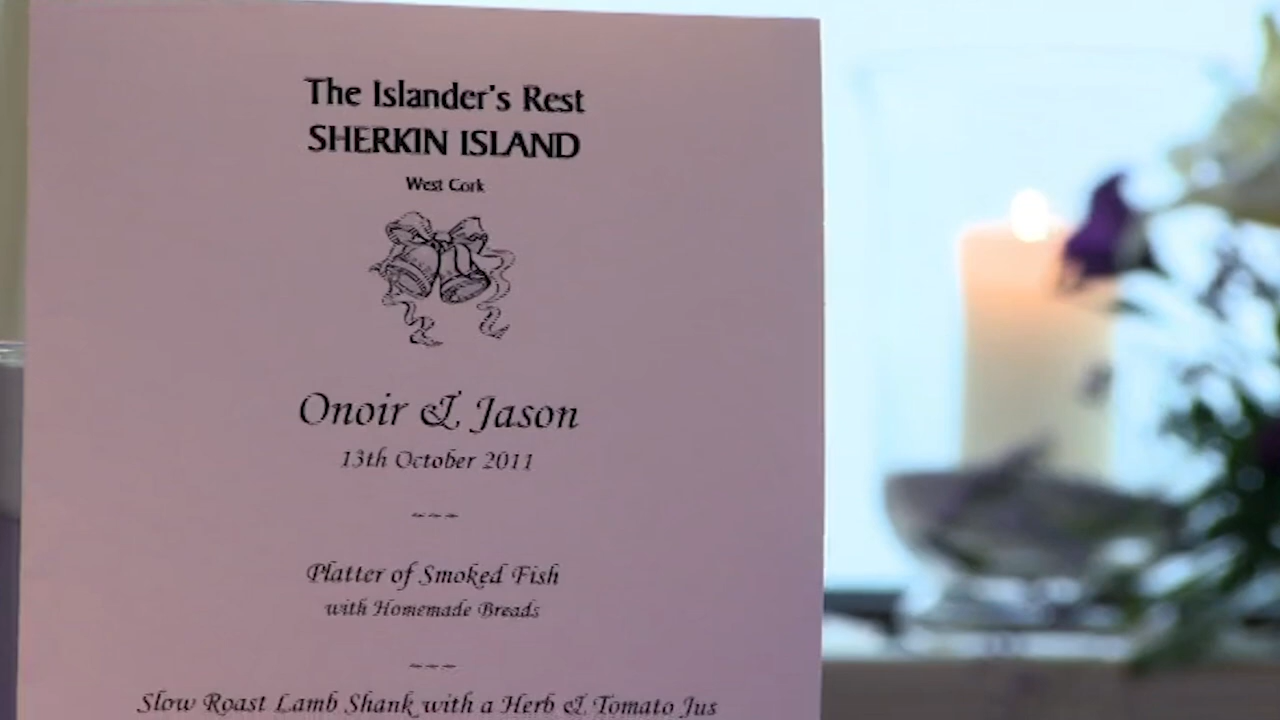 The Islander's Rest
SHERKIN ISLAND
West Cork
Onoir & Jason
13th October 2011
~~~
Platter of Smoked Fish
with Homemade Breads
~~~
Slow Roast Lamb Shank with a Herb & Tomato Jus